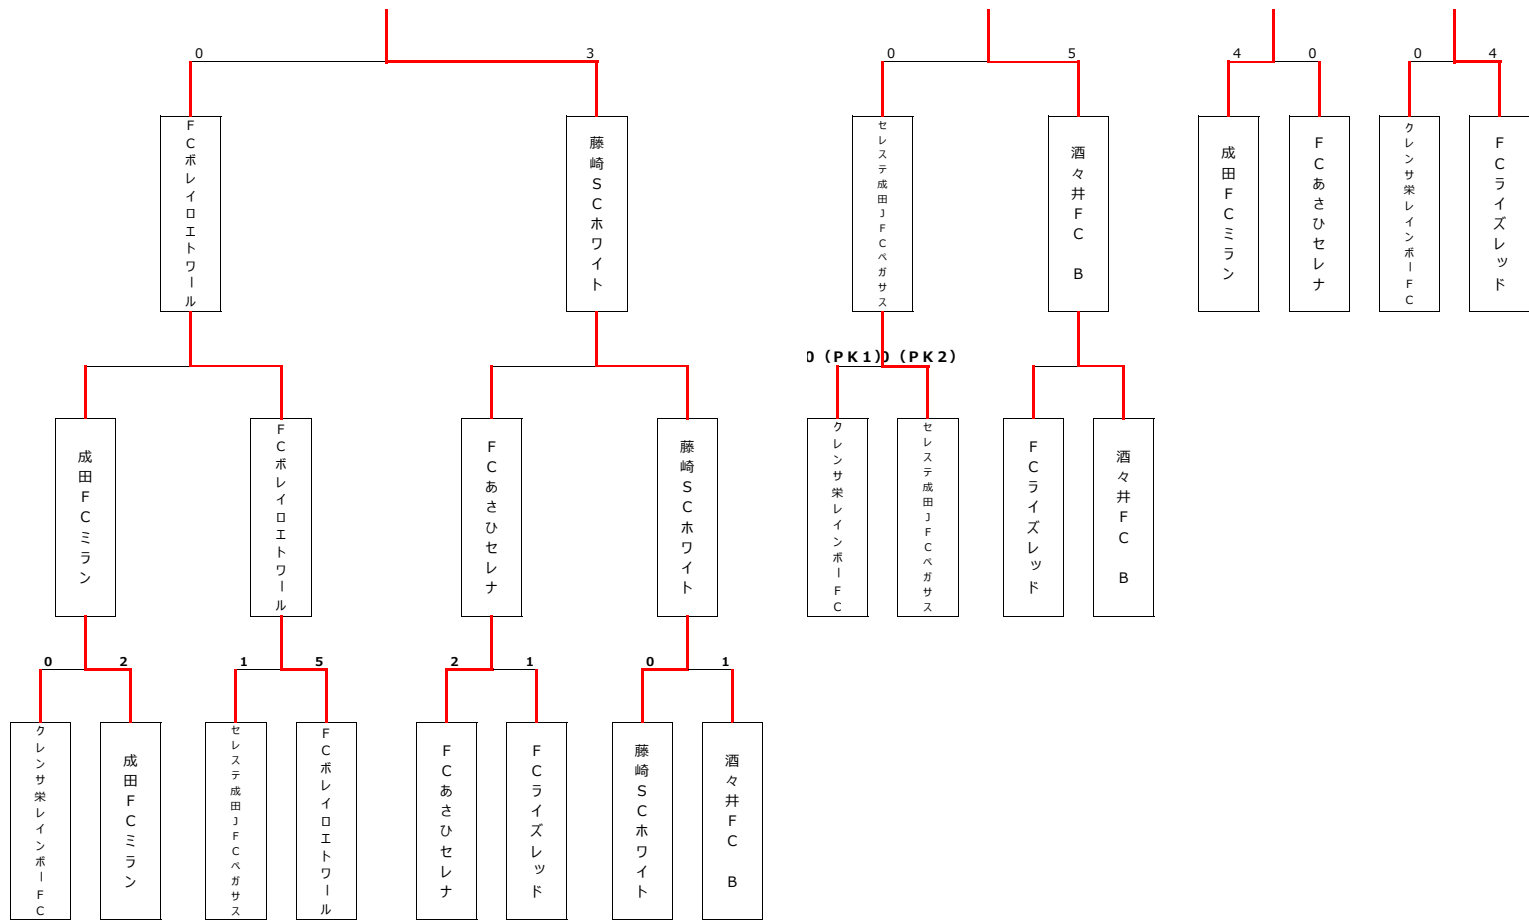 0 3 0 5 4 0 0 4
FCボレイロエトワール
藤崎SCホワイト
セレステ成田JFCペガサス
酒々井FC B
成田FCミラン
FCあさひセレナ
クレンサ栄レインボーFC
FCライズレッド
0（PK1） 0（PK2）
成田FCミラン
FCボレイロエトワール
FCあさひセレナ
藤崎SCホワイト
クレンサ栄レインボーFC
セレステ成田JFCペガサス
FCライズレッド
酒々井FC B
0 2 1 5 2 1 0 1
クレンサ栄レインボーFC
成田FCミラン
セレステ成田JFCペガサス
FCボレイロエトワール
FCあさひセレナ
FCライズレッド
藤崎SCホワイト
酒々井FC B